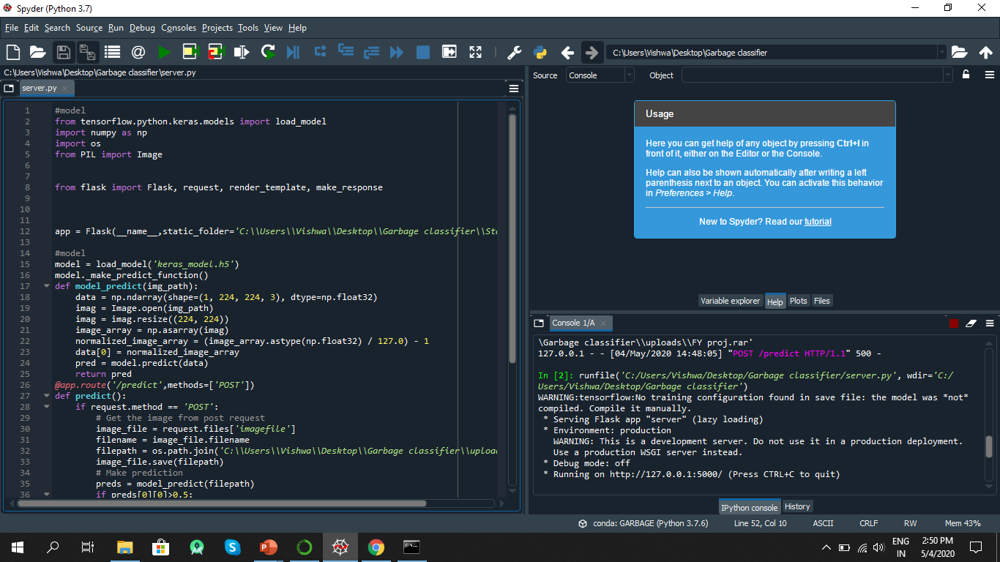 Spyder (Python 3.7)
File Edit Search Source Run Debug Consoles Projects Tools View Help
C:\Users\Vishwa\Desktop\Garbage classifier
C:\Users\Vishwa\Desktop\Garbage classifier\server.py
server.py
1 #model
2 from tensorflow.python.keras.models import load_model
3 import numpy as np
4 import os
5 from PIL import Image
6
7
8 from flask import Flask, request, render_template, make_response
9
10
11
12 app = Flask(__name__,static_folder='C:\\Users\\Vishwa\\Desktop\\Garbage classifier\\Sta
13
14 #model
15 model = load_model('keras_model.h5')
16 model._make_predict_function()
17 def model_predict(img_path):
18 data = np.ndarray(shape=(1, 224, 224, 3), dtype=np.float32)
19 imag = Image.open(img_path)
20 imag = imag.resize((224, 224))
21 image_array = np.asarray(imag)
22 normalized_image_array = (image_array.astype(np.float32) / 127.0) - 1
23 data[0] = normalized_image_array
24 pred = model.predict(data)
25 return pred
26 @app.route('/predict',methods=['POST'])
27 def predict():
28 if request.method == 'POST':
29 # Get the image from post request
30 image_file = request.files['imagefile']
31 filename = image_file.filename
32 filepath = os.path.join('C:\\Users\\Vishwa\\Desktop\\Garbage classifier\\uploa
33 image_file.save(filepath)
34 # Make prediction
35 preds = model_predict(filepath)
36 if preds[0][0]>0.5:
Source Console Object
Usage
Here you can get help of any object by pressing Ctrl+I in
front of it, either on the Editor or the Console.
Help can also be shown automatically after writing a left
parenthesis next to an object. You can activate this behavior
in Preferences > Help.
New to Spyder? Read our tutorial
Variable explorer Help Plots Files
Console 1/A
\Garbage classifier\\uploads\\FY proj.rar'
127.0.0.1 - - [04/May/2020 14:48:05] "POST /predict HTTP/1.1" 500 -
In [2]: runfile('C:/Users/Vishwa/Desktop/Garbage classifier/server.py', wdir='C:/
Users/Vishwa/Desktop/Garbage classifier')
WARNING:tensorflow:No training configuration found in save file: the model was *not*
compiled. Compile it manually.
* Serving Flask app "server" (lazy loading)
* Environment: production
WARNING: This is a development server. Do not use it in a production deployment.
Use a production WSGI server instead.
* Debug mode: off
* Running on http://127.0.0.1:5000/ (Press CTRL+C to quit)
IPython console History
conda: GARBAGE (Python 3.7.6) Line 52, Col 10 ASCII CRLF RW Mem 43%
ENG
IN
2:50 PM
5/4/2020